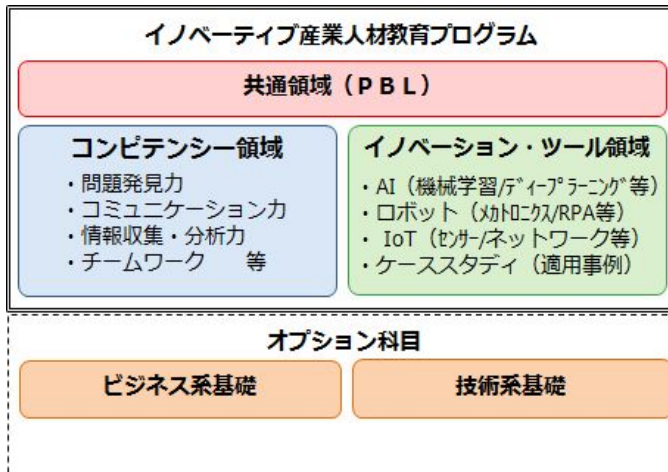 イノベーティブ産業人材教育プログラム
共通領域（ＰＢＬ）
コンピテンシー領域
・問題発見力
・コミュニケーション力
・情報収集・分析力
・チームワーク　　等
イノベーション・ツール領域
・AI（機械学習/ﾃﾞｨｰﾌﾟﾗｰﾆﾝｸﾞ等）
・ロボット（ﾒｶﾄﾛﾆｸｽ/RPA等）
・ IoT（ｾﾝｻｰ/ネットワーク等）
・ケーススタディ（適用事例）
オプション科目
ビジネス系基礎
技術系基礎